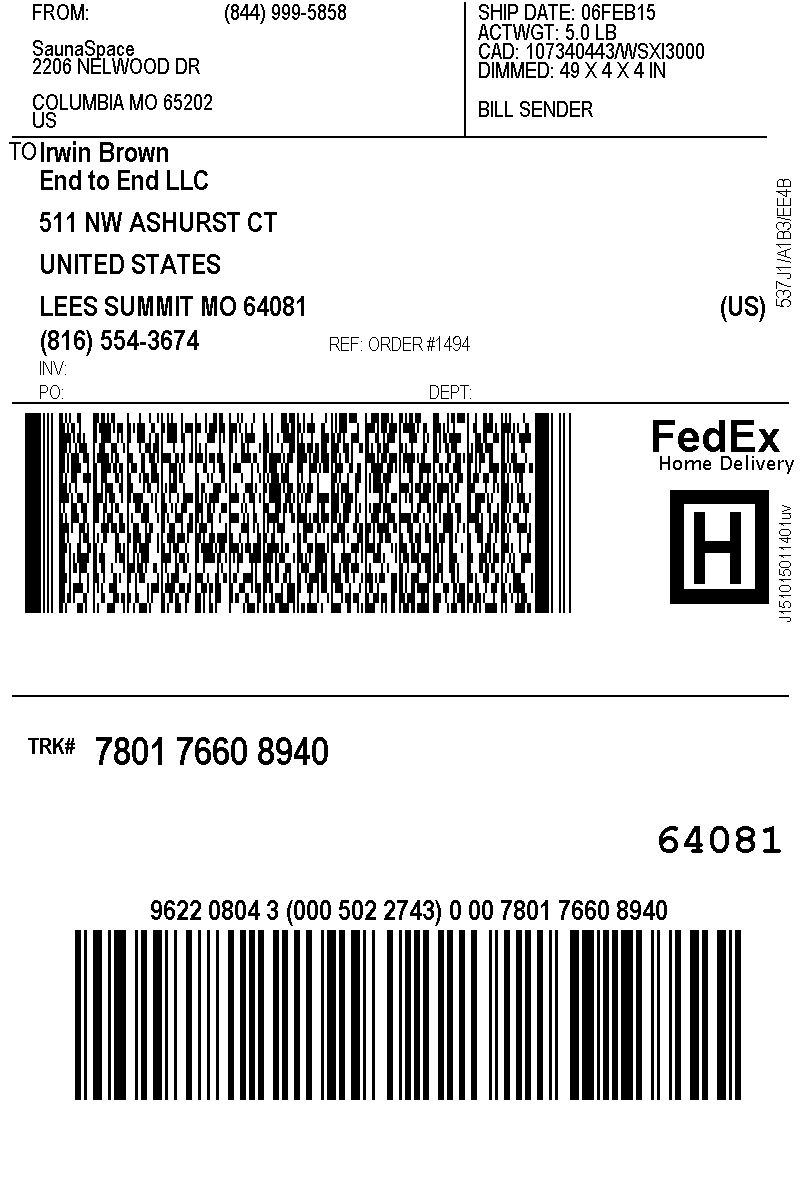 FROM: (844) 999-5858
SaunaSpace
2206 NELWOOD DR
COLUMBIA MO 65202
US
SHIP DATE: 06FEB15
ACTWGT: 5.0 LB
CAD: 107340443/WSXI3000
DIMMED: 49 X 4 X 4 IN
BILL SENDER
TO Irwin Brown
End to End LLC
511 NW ASHURST CT
UNITED STATES
LEES SUMMIT MO 64081 (US)
(816) 554-3674 REF: ORDER #1494
INV:
PO: DEPT:
537J1/A1B3/EE4B
FedEx
Home Delivery
H
J151015011401uv
TRK# 7801 7660 8940
64081
9622 0804 3 (000 502 2743) 0 00 7801 7660 8940